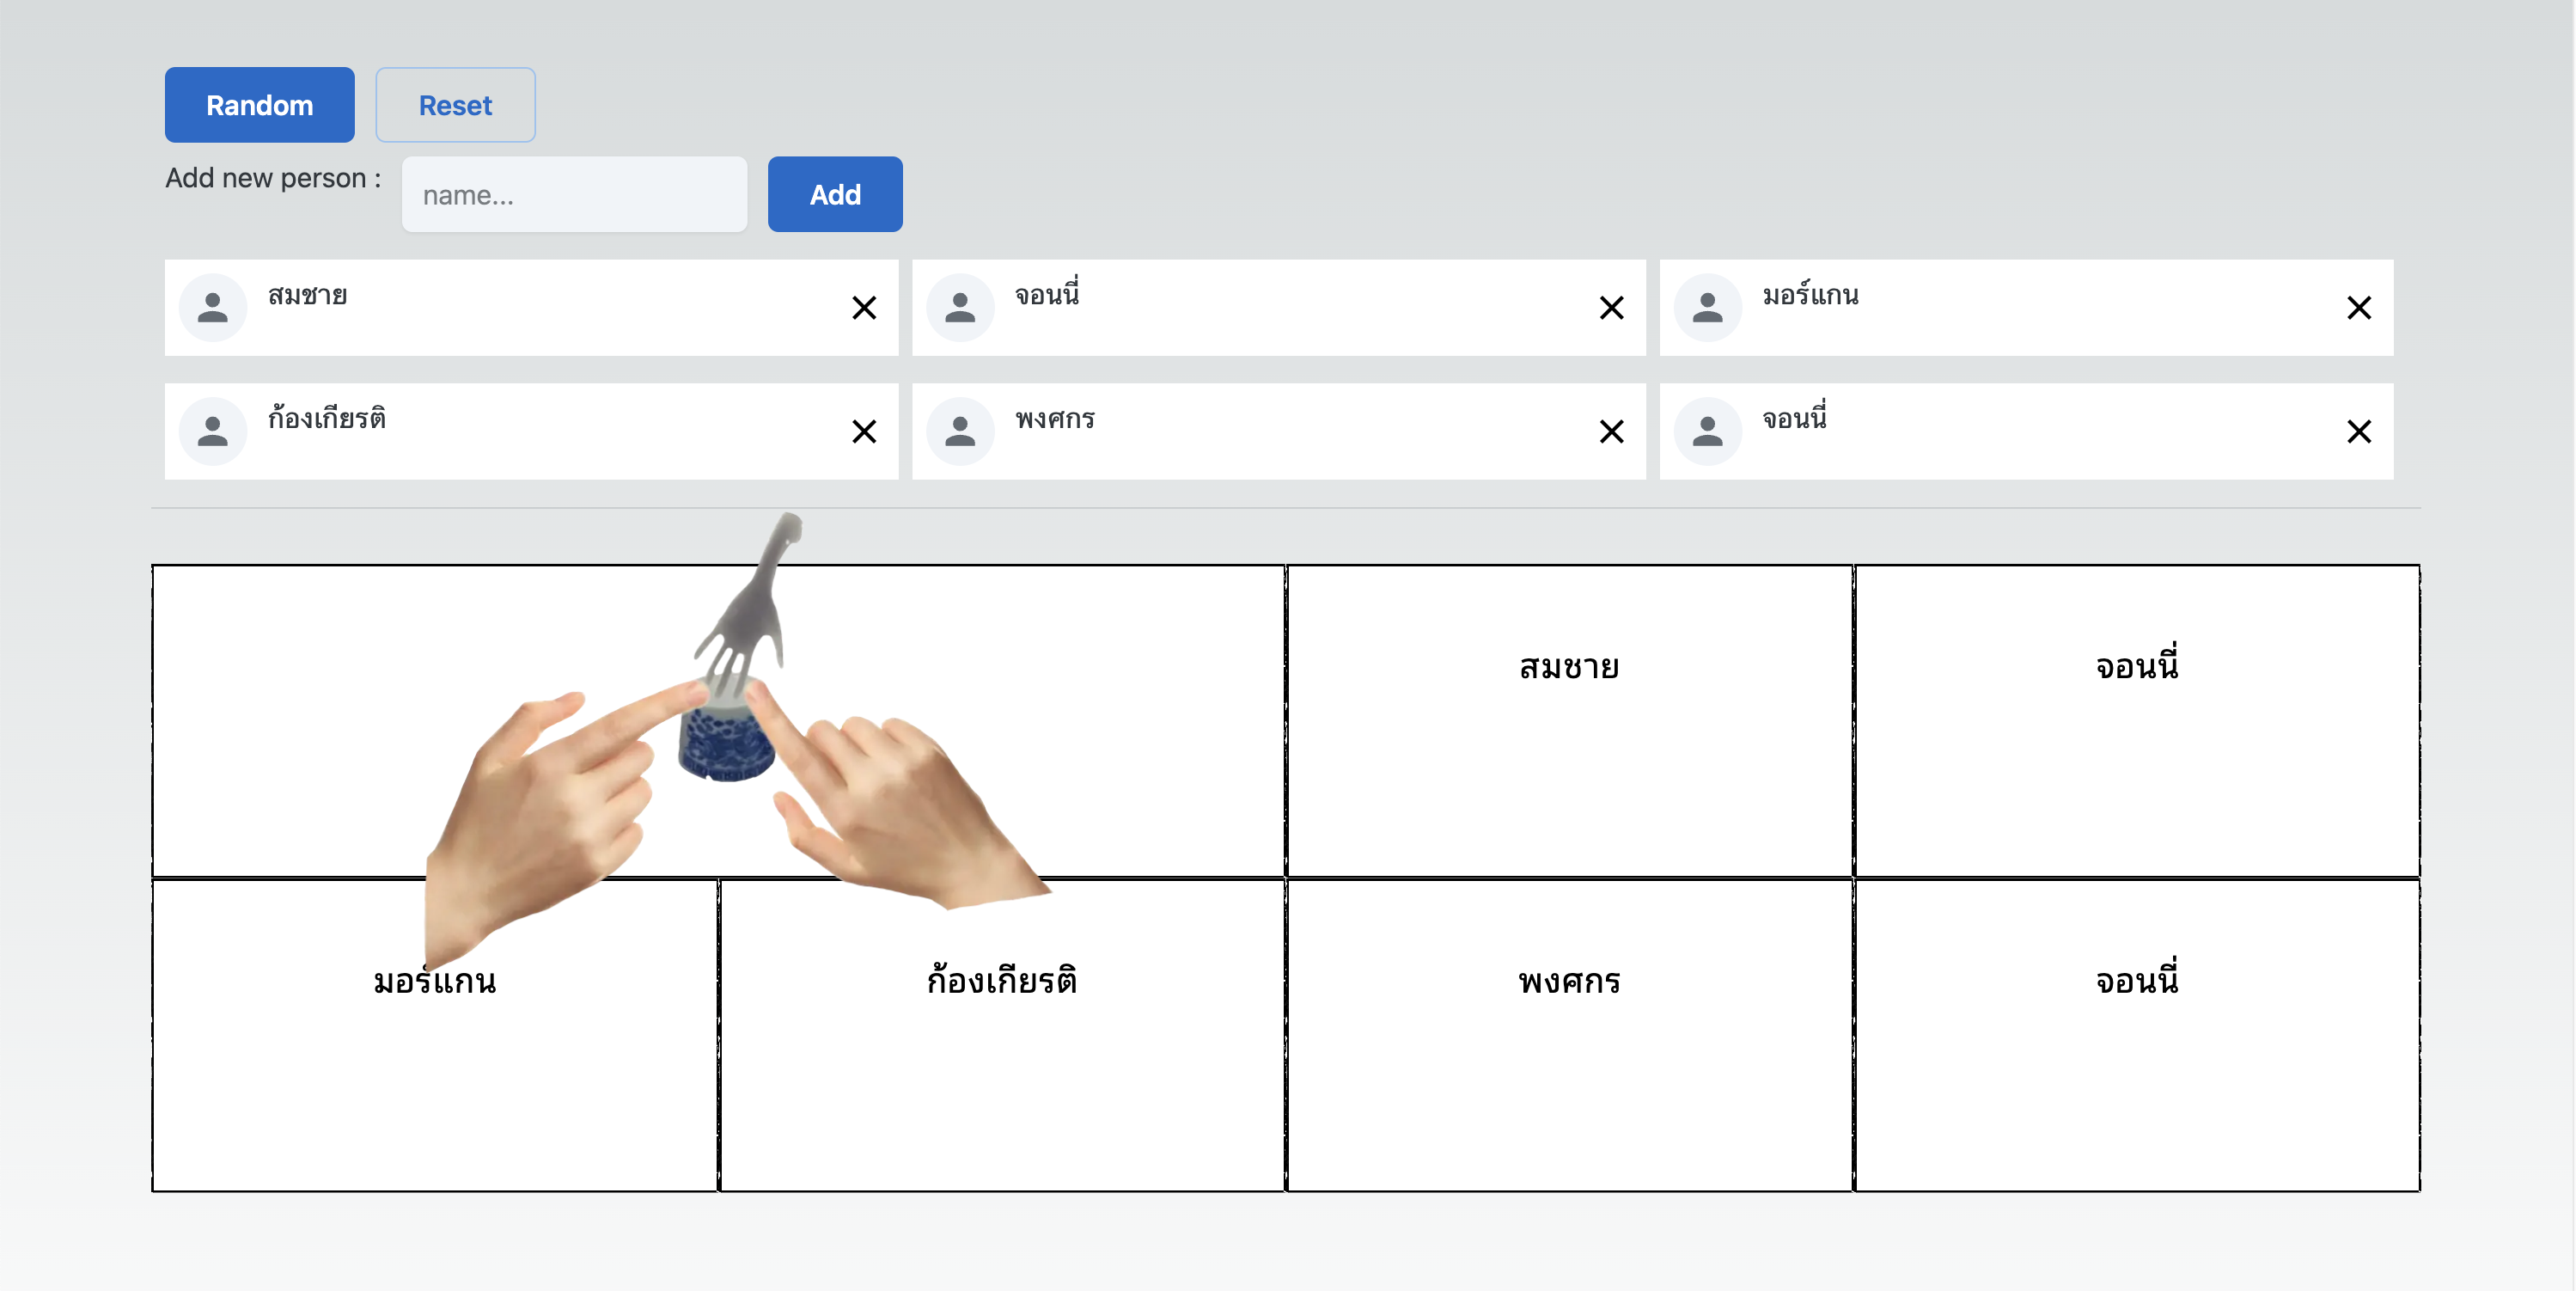 Random Reset
Add new person : name... Add
สมชาย จอนนี่ มอร์แกน
ก้องเกียรติ พงศกร จอนนี่
สมชาย จอนนี่
มอร์แกน ก้องเกียรติ พงศกร จอนนี่